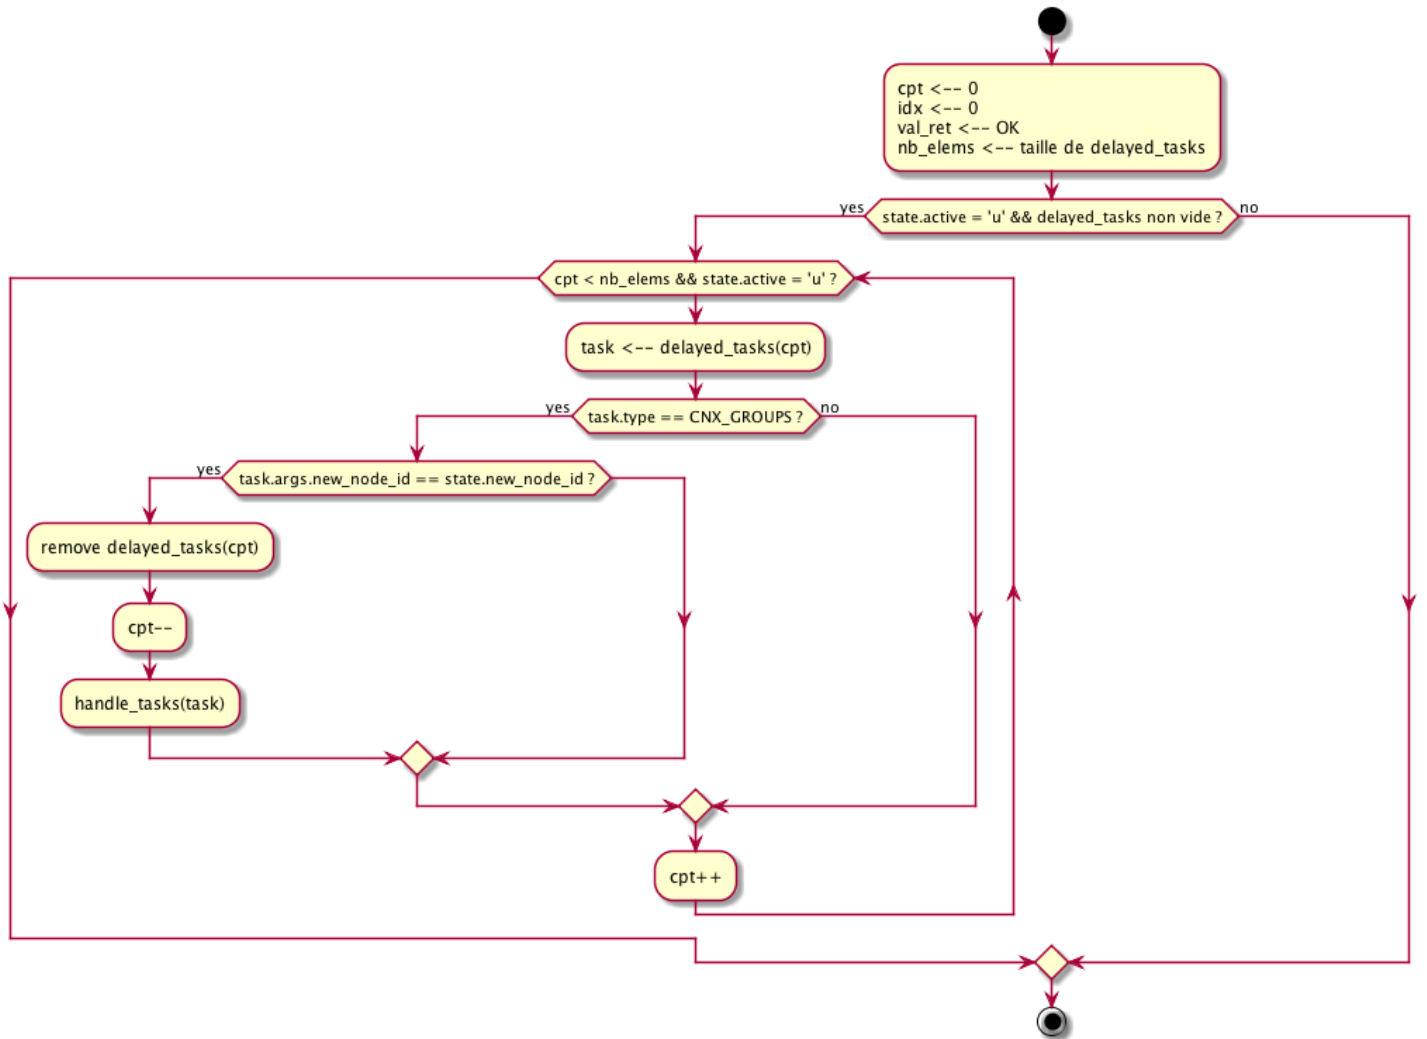 cpt <-- 0
idx <-- 0
val_ret <-- OK
nb_elems <-- taille de delayed_tasks
yes
state.active = 'u' && delayed_tasks non vide ?
no
cpt < nb_elems && state.active = 'u' ?
task <-- delayed_tasks(cpt)
yes
task.type == CNX_GROUPS ?
no
yes
task.args.new_node_id == state.new_node_id ?
remove delayed_tasks(cpt)
cpt--
handle_tasks(task)
cpt++